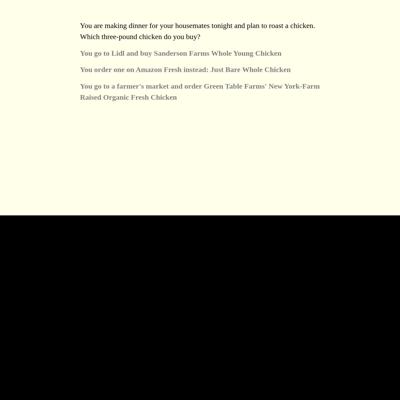 You are making dinner for your housemates tonight and plan to roast a chicken.
Which three-pound chicken do you buy?
You go to Lidl and buy Sanderson Farms Whole Young Chicken
You order one on Amazon Fresh instead: Just Bare Whole Chicken
You go to a farmer's market and order Green Table Farms' New York-Farm
Raised Organic Fresh Chicken